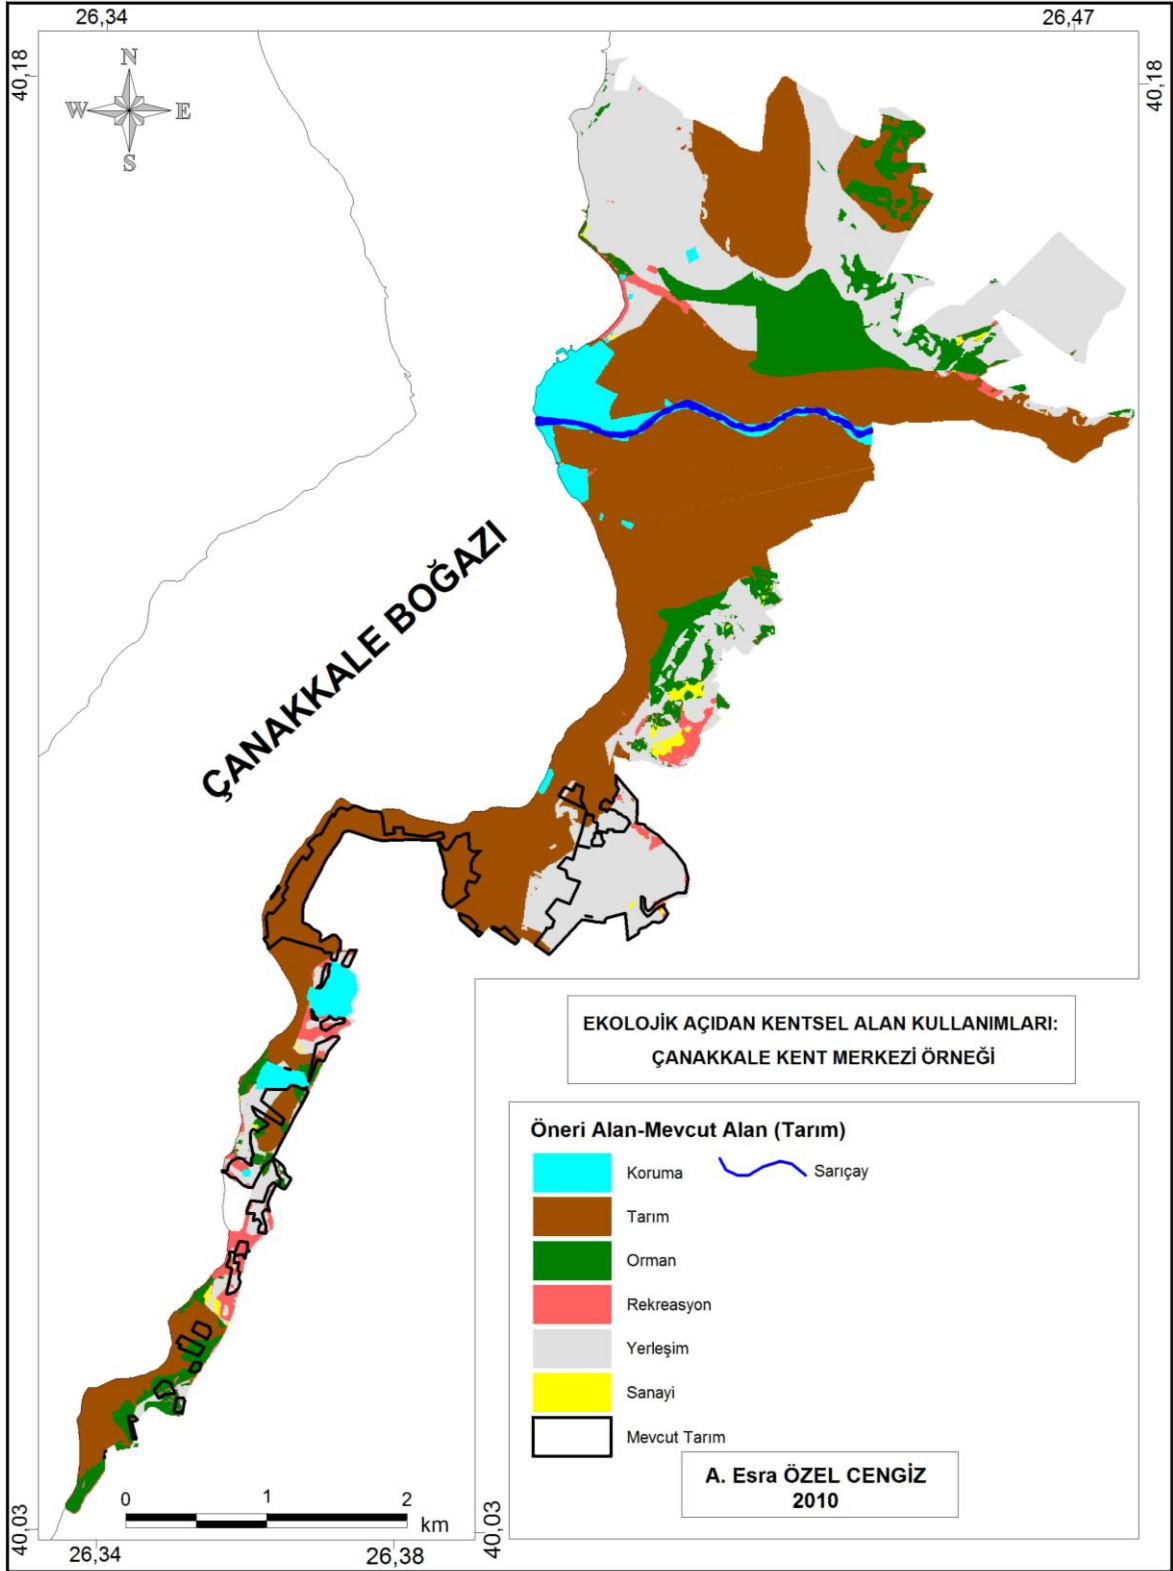 26,34
26,47
40,18
40,18
N
W
E
S
ÇANAKKALE BOĞAZI
EKOLOJİK AÇIDAN KENTSEL ALAN KULLANIMLARI:
ÇANAKKALE KENT MERKEZİ ÖRNEĞİ
Öneri Alan-Mevcut Alan (Tarım)
Koruma
Sarıçay
Tarım
Orman
Rekreasyon
Yerleşim
Sanayi
Mevcut Tarım
A. Esra ÖZEL CENGİZ
2010
0 1 2
km
40,03
40,03
26,34
26,38